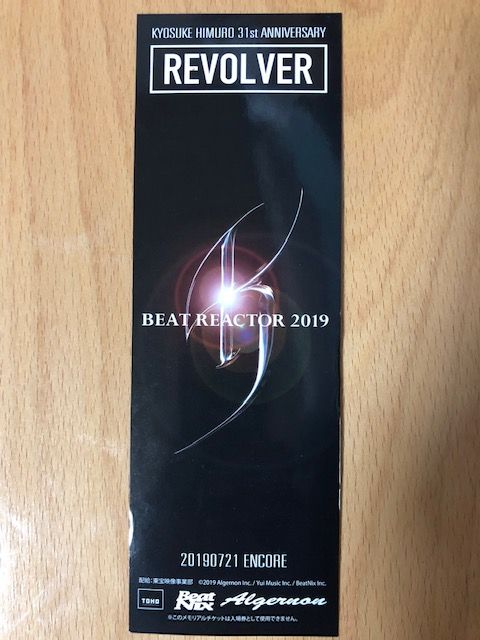 KYOSUKE HIMURO 31st ANNIVERSARY
REVOLVER
BEAT REACTOR 2019
20190721 ENCORE
配給:東宝映像事業部 ©2019 Algernon Inc. / Yui Music Inc. / BeatNix Inc.
TOHO Beat Nix Algernon
※このメモリアルチケットは入場券として使用できません。